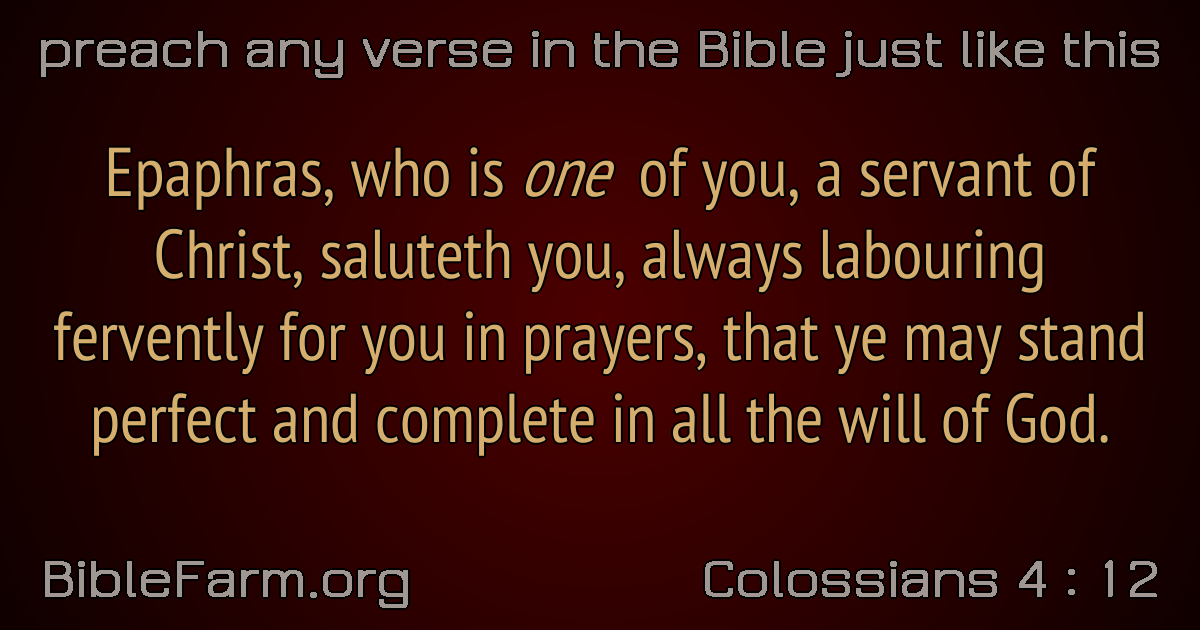 preach any verse in the Bible just like this
Epaphras, who is one of you, a servant of
Christ, saluteth you, always labouring
fervently for you in prayers, that ye may stand
perfect and complete in all the will of God.
BibleFarm.org
Colossians 4 : 12